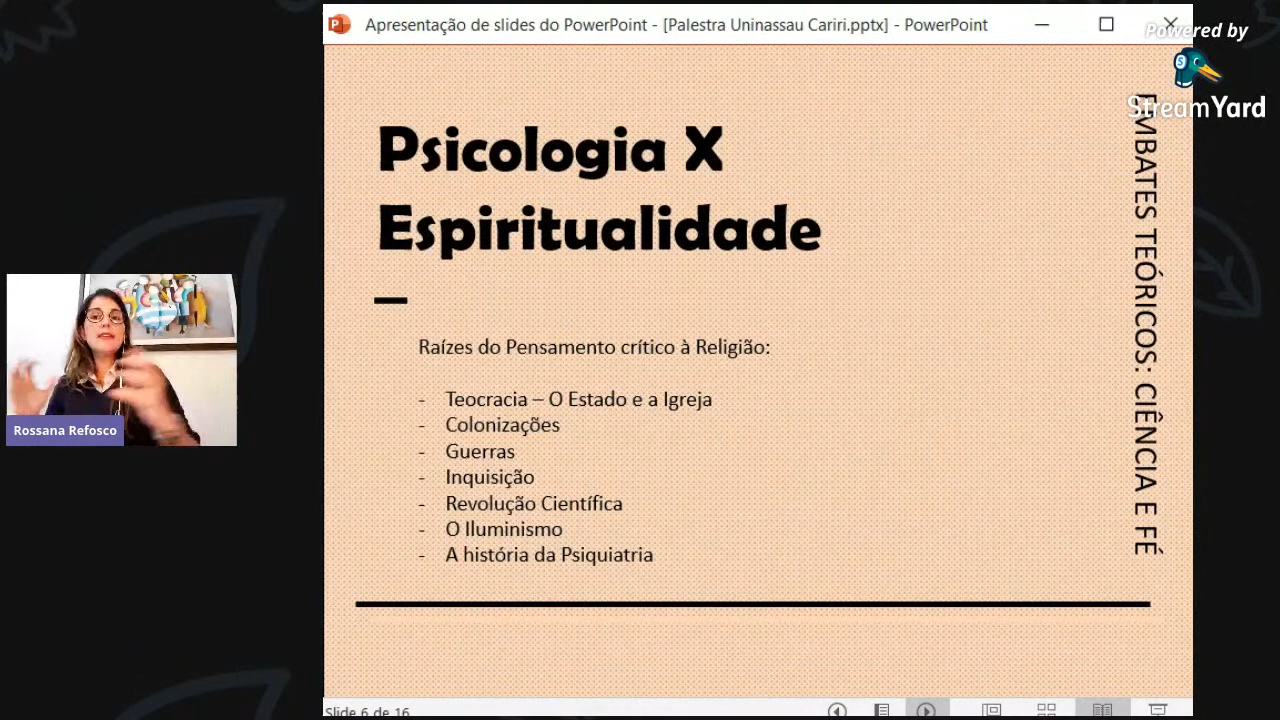 Apresentação de slides do PowerPoint - [Palestra Uninassau Cariri.pptx] - PowerPoint
Powered by
StreamYard
Psicologia X
Espiritualidade
EMBATES TEÓRICOS: CIÊNCIA E FÉ
Raízes do Pensamento crítico à Religião:
- Teocracia – O Estado e a Igreja
- Colonizações
- Guerras
- Inquisição
- Revolução Científica
- O Iluminismo
- A história da Psiquiatria
Rossana Refosco
Slide 6 de 16